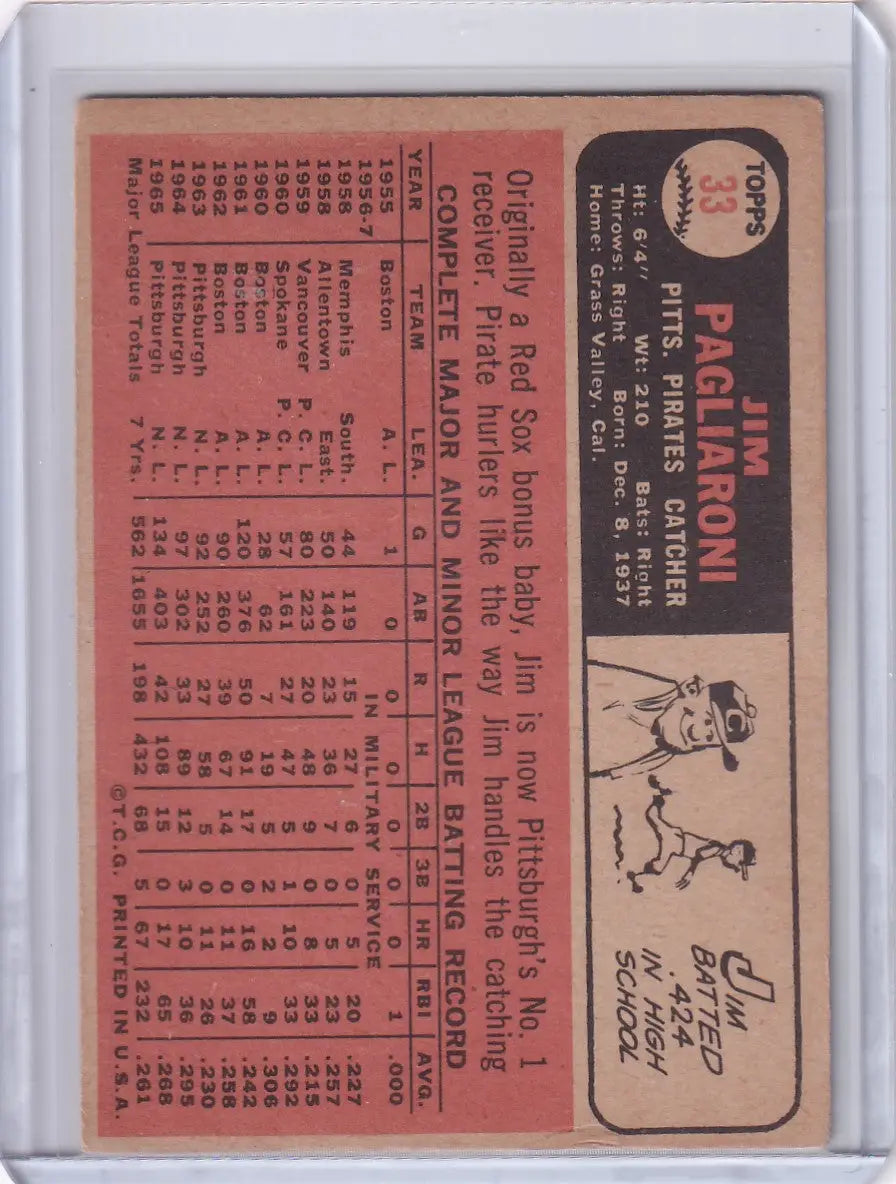 TOPPS
33
JIM
PAGLIARONI
PITTS. PIRATES CATCHER
Ht: 6'4" Wt: 210 Bats: Right
Throws: Right Born: Dec. 8, 1937
Home: Grass Valley, Cal.
C
JIM
BATTED
.424
IN HIGH
SCHOOL
Originally a Red Sox bonus baby, Jim is now Pittsburgh's No. 1
receiver. Pirate hurlers like the way Jim handles the catching
COMPLETE MAJOR AND MINOR LEAGUE BATTING RECORD
YEAR TEAM LEA. G AB R H 2B 3B HR RBI AVG.
1955 Boston A. L. 1 0 0 0 0 0 0 1 .000
1956-7 IN MILITARY SERVICE
1958 Memphis South. 44 119 15 27 6 0 5 20 .227
1958 Allentown East. 50 140 23 36 7 0 5 23 .257
1959 Vancouver P. C. L. 80 223 20 48 9 0 8 33 .215
1960 Spokane P. C. L. 57 161 27 47 5 1 10 33 .292
1960 Boston A. L. 28 62 7 19 5 2 2 9 .306
1961 Boston A. L. 120 376 50 91 17 0 16 58 .242
1962 Boston A. L. 90 260 39 67 14 0 11 37 .258
1963 Pittsburgh N. L. 92 252 27 58 5 0 11 26 .230
1964 Pittsburgh N. L. 97 302 33 89 12 3 10 36 .295
1965 Pittsburgh N. L. 134 403 42 108 15 0 17 65 .268
Major League Totals 7 Yrs. 562 1655 198 432 68 5 67 232 .261
©T.C.G. PRINTED IN U.S.A.